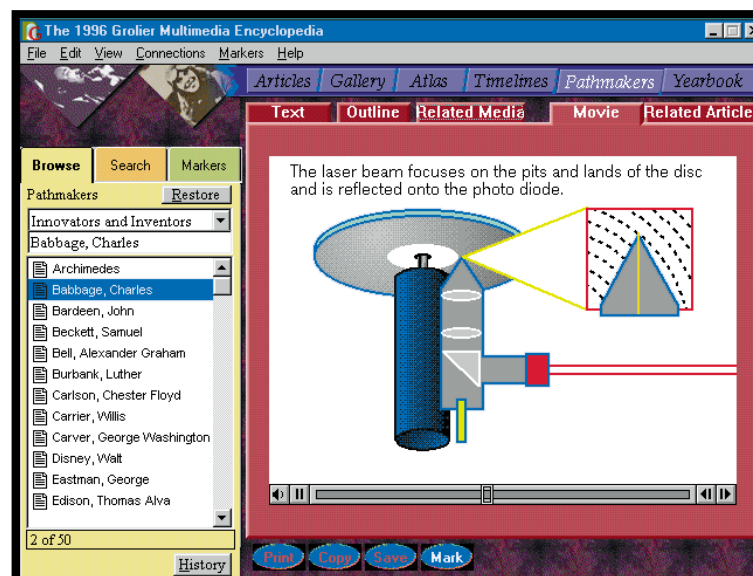 The 1996 Grolier Multimedia Encyclopedia
File Edit View Connections Markers Help
Articles Gallery Atlas Timelines Pathmakers Yearbook
Text Outline Related Media Movie Related Article
Browse Search Markers
Pathmakers Restore
Innovators and Inventors
Babbage, Charles
Archimedes
Babbage, Charles
Bardeen, John
Beckett, Samuel
Bell, Alexander Graham
Burbank, Luther
Carlson, Chester Floyd
Carrier, Willis
Carver, George Washington
Disney, Walt
Eastman, George
Edison, Thomas Alva
2 of 50
History
The laser beam focuses on the pits and lands of the disc
and is reflected onto the photo diode.
Print Copy Save Mark